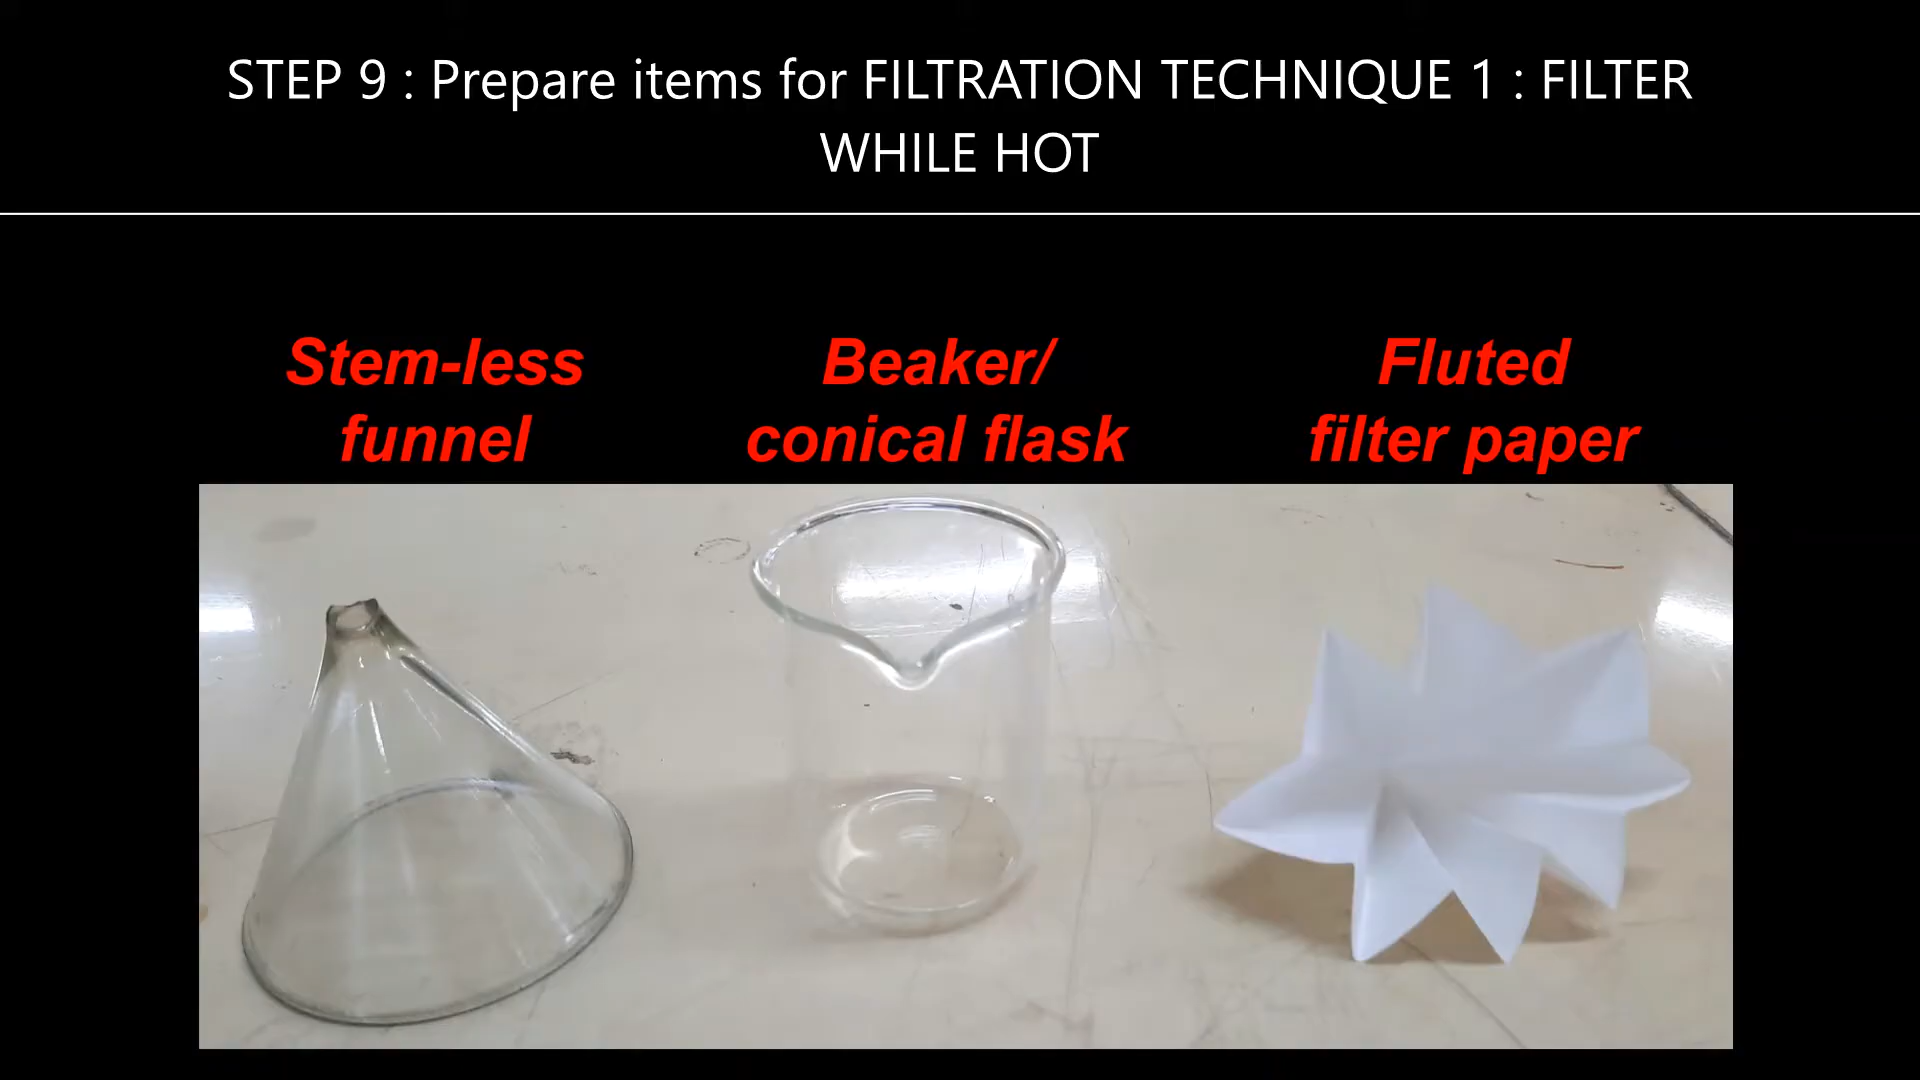 STEP 9 : Prepare items for FILTRATION TECHNIQUE 1 : FILTER
WHILE HOT
Stem-less
funnel
Beaker/
conical flask
Fluted
filter paper